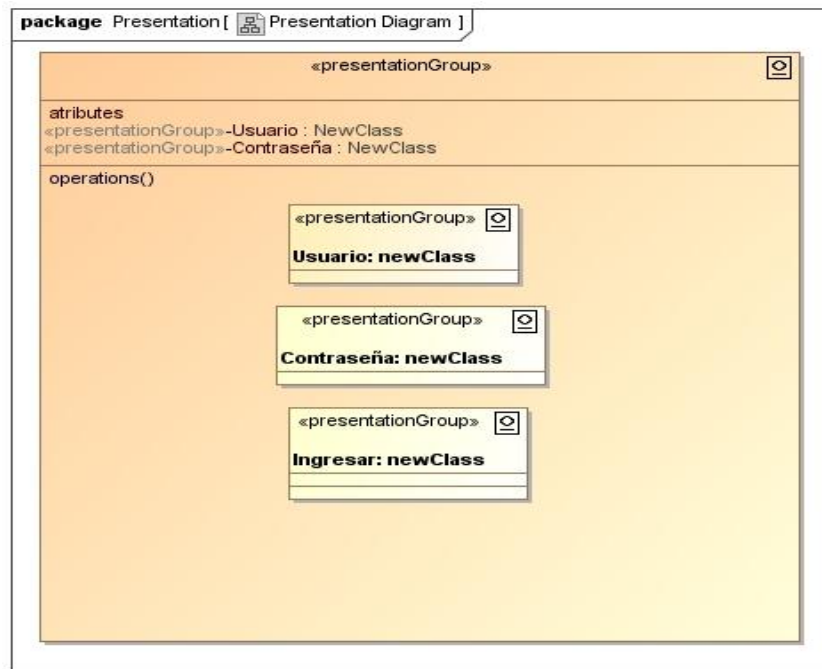 package Presentation [ Presentation Diagram ]
«presentationGroup»
atributes
«presentationGroup»-Usuario : NewClass
«presentationGroup»-Contraseña : NewClass
operations()
«presentationGroup»
Usuario: newClass
«presentationGroup»
Contraseña: newClass
«presentationGroup»
Ingresar: newClass